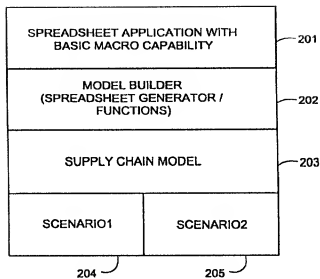 SPREADSHEET APPLICATION WITH
BASIC MACRO CAPABILITY
201
MODEL BUILDER
(SPREADSHEET GENERATOR /
FUNCTIONS)
202
SUPPLY CHAIN MODEL
203
SCENARIO1
SCENARIO2
204
205